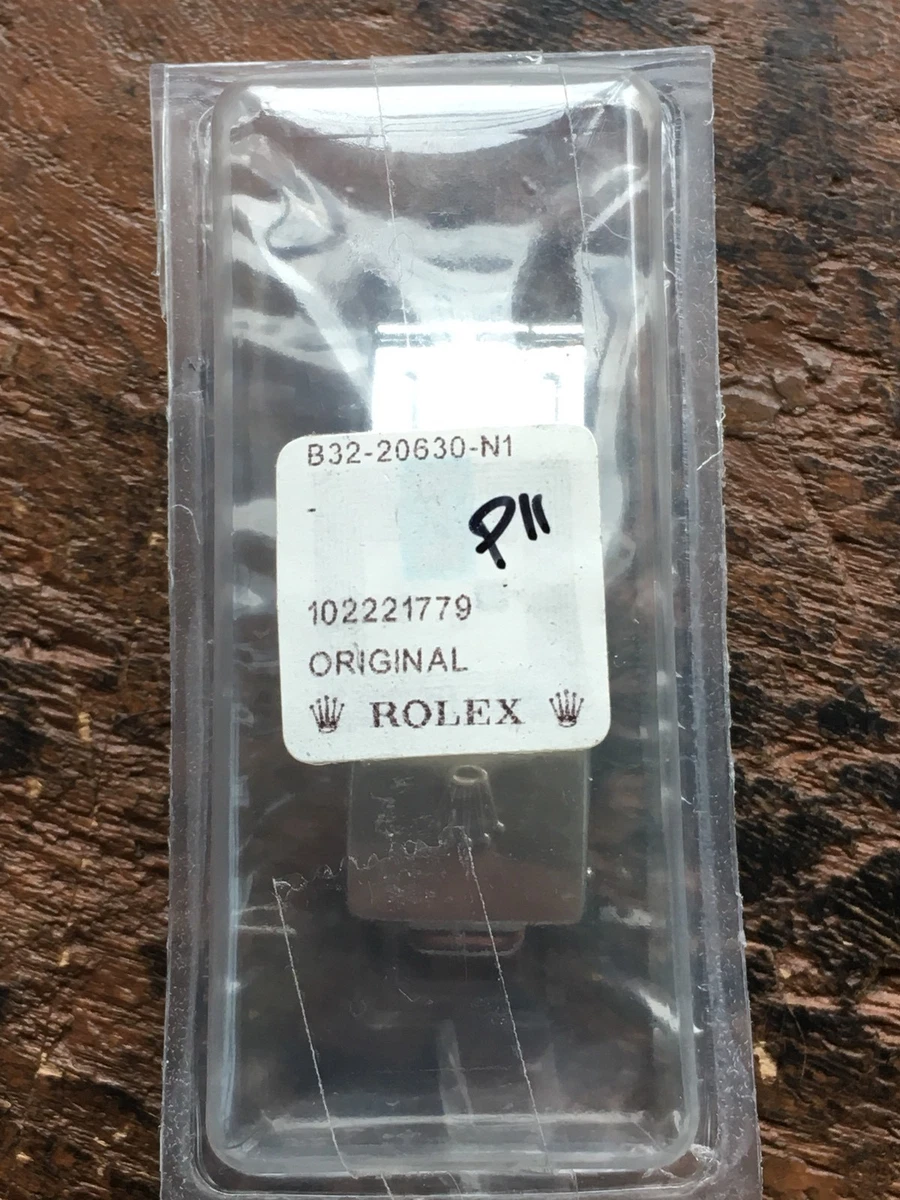 B32-20630-N1
P11
102221779
ORIGINAL
ROLEX